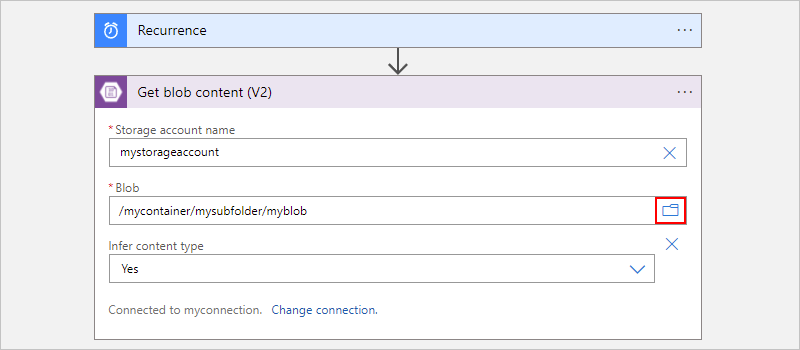 Recurrence
Get blob content (V2)
* Storage account name
mystorageaccount
* Blob
/mycontainer/mysubfolder/myblob
Infer content type
Yes
Connected to myconnection. Change connection.